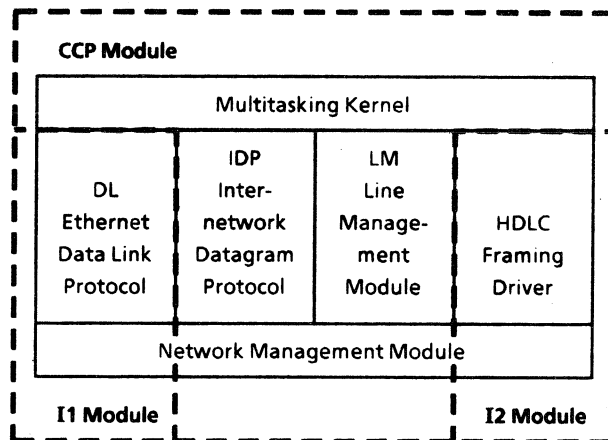 CCP Module
Multitasking Kernel
DL
Ethernet
Data Link
Protocol
IDP
Inter-
network
Datagram
Protocol
LM
Line
Manage-
ment
Module
HDLC
Framing
Driver
Network Management Module
I1 Module
I2 Module